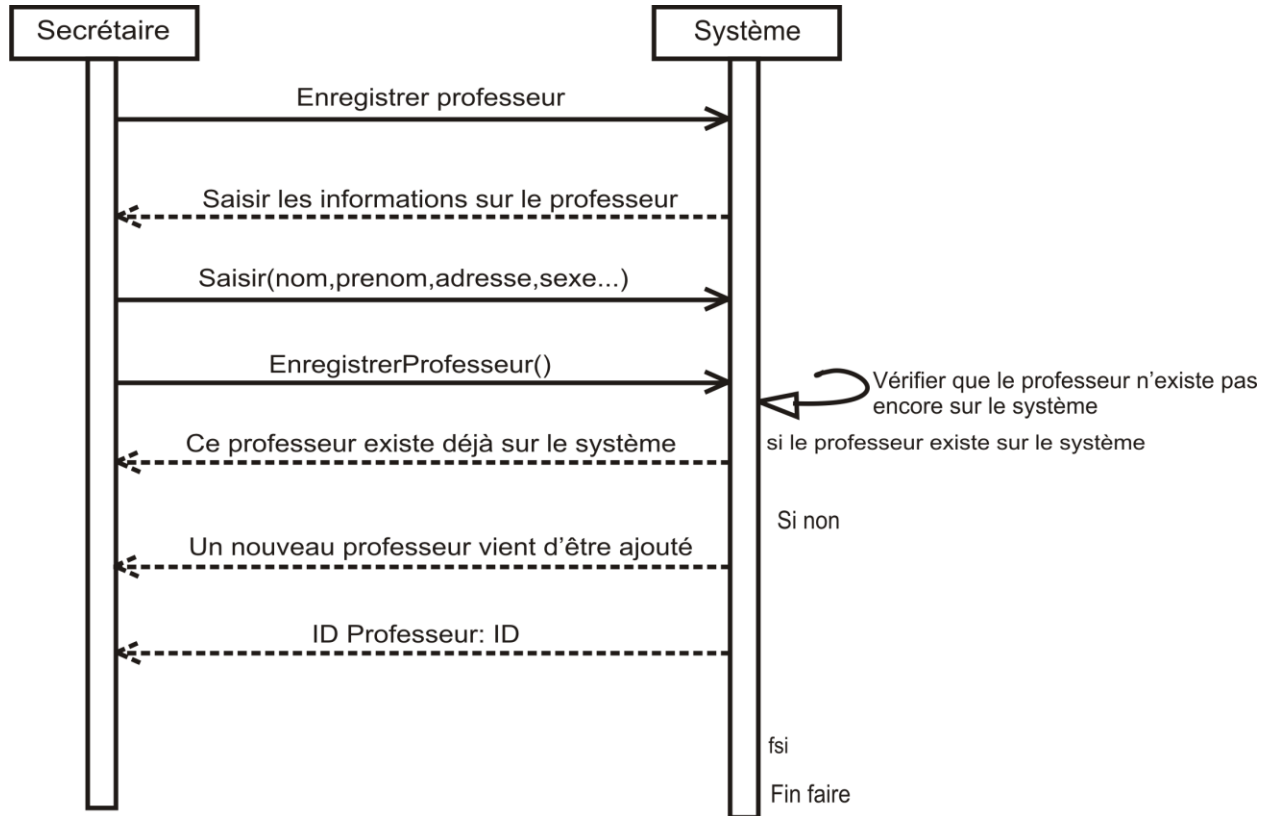 Secrétaire
Système
Enregistrer professeur
Saisir les informations sur le professeur
Saisir(nom,prenom,adresse,sexe...)
EnregistrerProfesseur()
Vérifier que le professeur n'existe pas
encore sur le système
Ce professeur existe déjà sur le système
si le professeur existe sur le système
Si non
Un nouveau professeur vient d'être ajouté
ID Professeur: ID
fsi
Fin faire